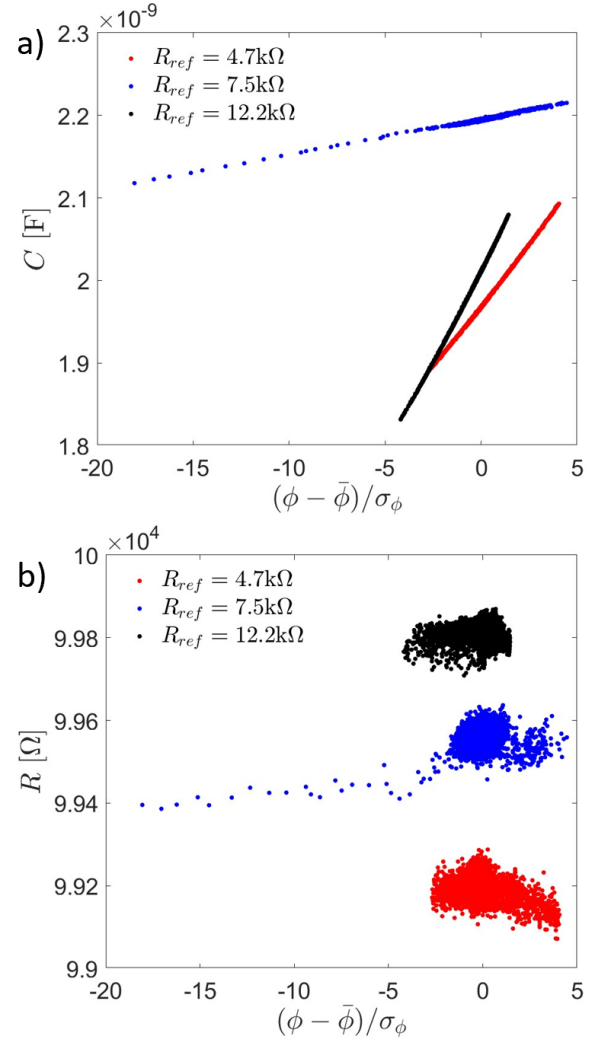 a)
×10⁻⁹
2.3
2.2
2.1
2
1.9
1.8
C [F]
R_ref = 4.7kΩ
R_ref = 7.5kΩ
R_ref = 12.2kΩ
-20 -15 -10 -5 0 5
(ϕ − ϕ̄)/σ_ϕ
b)
×10⁴
10
9.98
9.96
9.94
9.92
9.9
R [Ω]
R_ref = 4.7kΩ
R_ref = 7.5kΩ
R_ref = 12.2kΩ
-20 -15 -10 -5 0 5
(ϕ − ϕ̄)/σ_ϕ